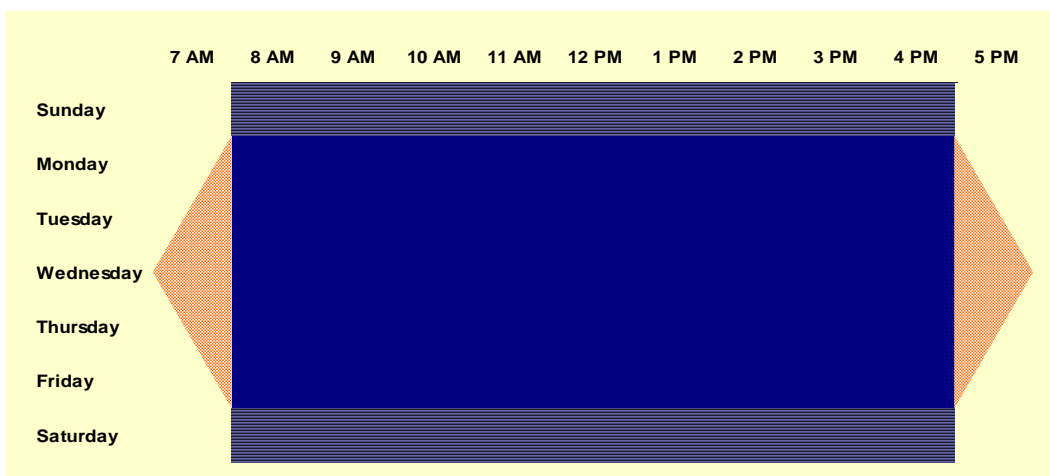 7 AM 8 AM 9 AM 10 AM 11 AM 12 PM 1 PM 2 PM 3 PM 4 PM 5 PM
Sunday
Monday
Tuesday
Wednesday
Thursday
Friday
Saturday